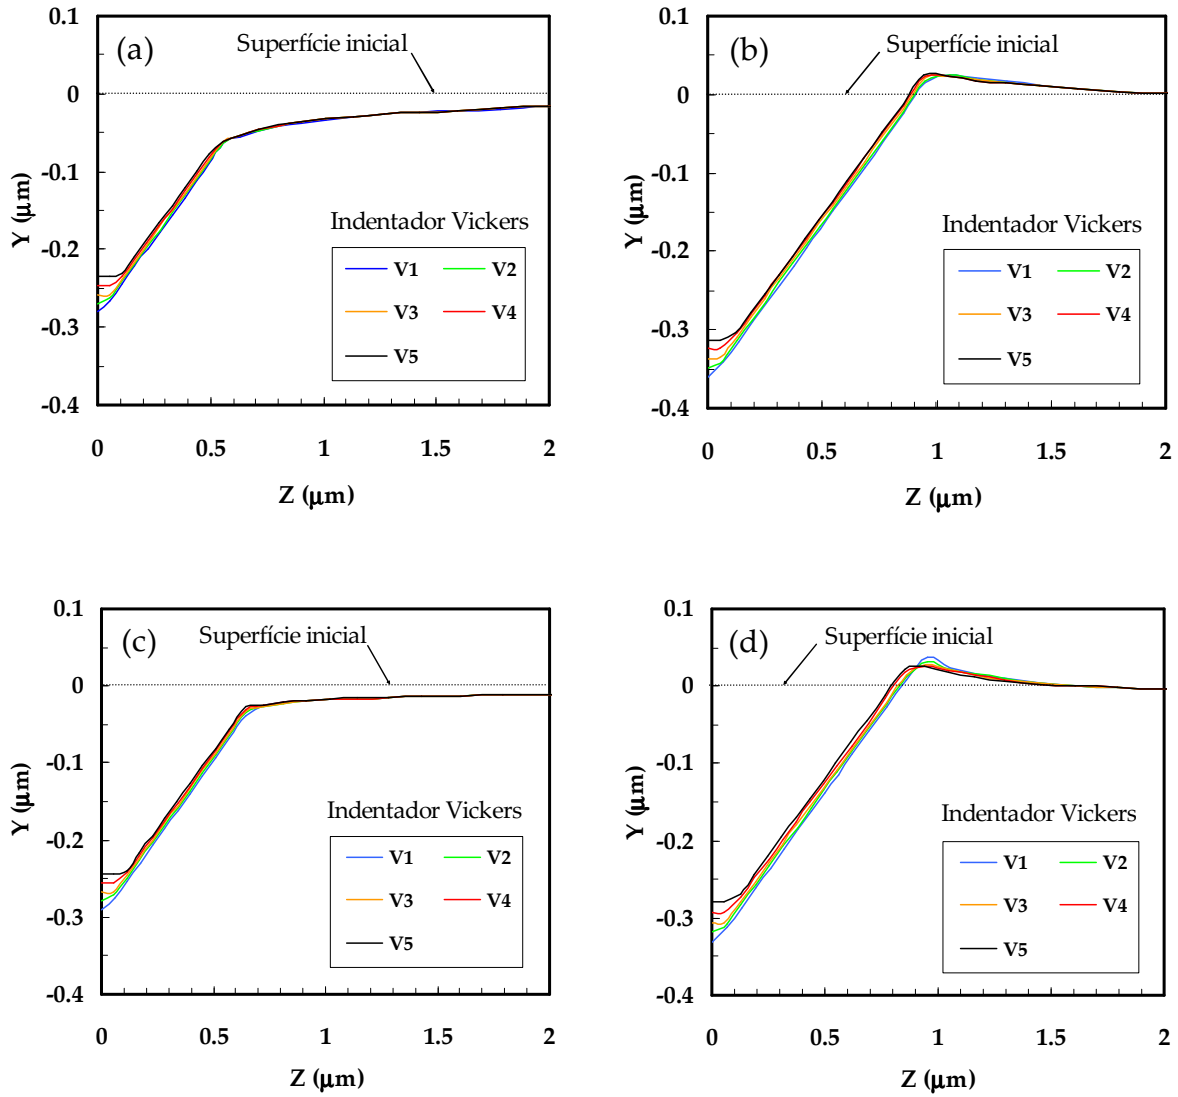 (a)
Superfície inicial
0.1
0
-0.1
-0.2
-0.3
-0.4
Y (μm)
Indentador Vickers
V1 V2
V3 V4
V5
0 0.5 1 1.5 2
Z (μm)
(b)
Superfície inicial
0.1
0
-0.1
-0.2
-0.3
-0.4
Y (μm)
Indentador Vickers
V1 V2
V3 V4
V5
0 0.5 1 1.5 2
Z (μm)
(c)
Superfície inicial
0.1
0
-0.1
-0.2
-0.3
-0.4
Y (μm)
Indentador Vickers
V1 V2
V3 V4
V5
0 0.5 1 1.5 2
Z (μm)
(d)
Superfície inicial
0.1
0
-0.1
-0.2
-0.3
-0.4
Y (μm)
Indentador Vickers
V1 V2
V3 V4
V5
0 0.5 1 1.5 2
Z (μm)